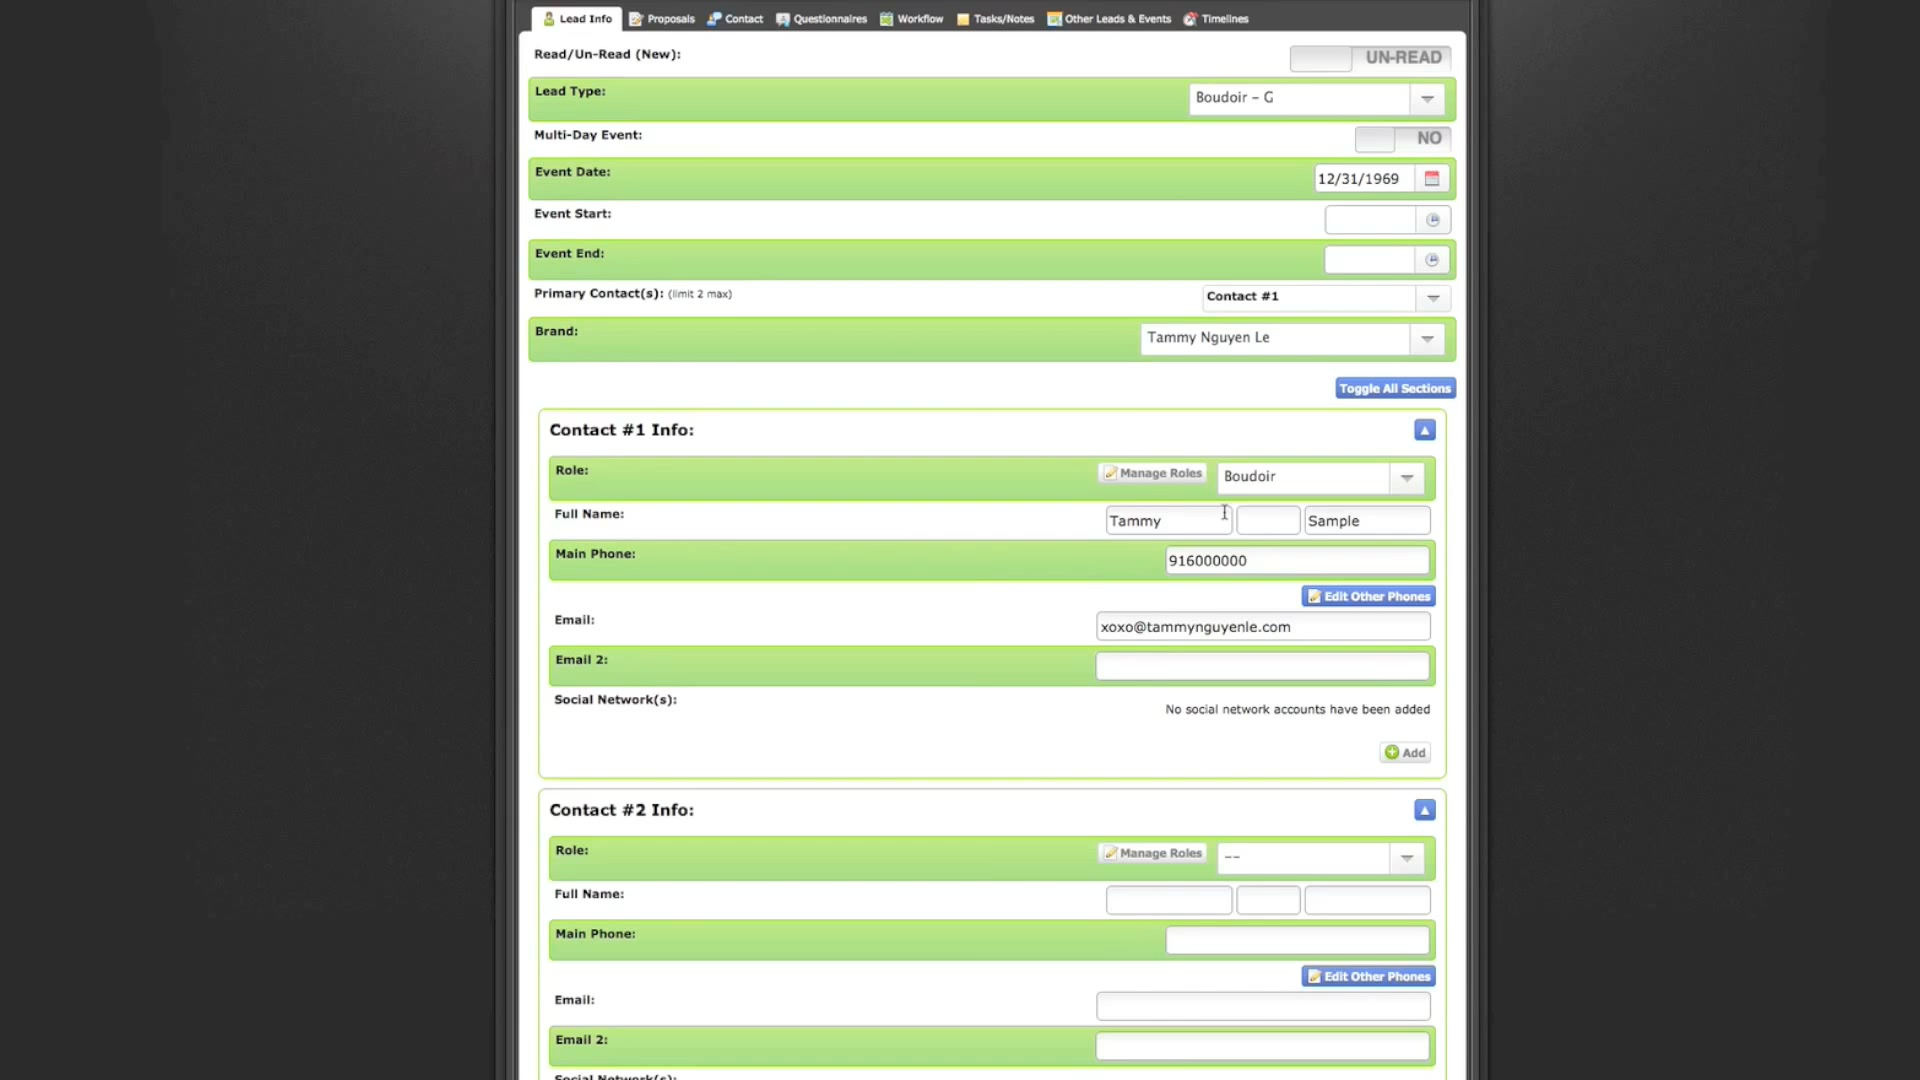 Lead Info Proposals Contact Questionnaires Workflow Tasks/Notes Other Leads & Events Timelines
Read/Un-Read (New): UN-READ
Lead Type: Boudoir – G
Multi-Day Event: NO
Event Date: 12/31/1969
Event Start:
Event End:
Primary Contact(s): (limit 2 max) Contact #1
Brand: Tammy Nguyen Le
Toggle All Sections
Contact #1 Info:
Role: Manage Roles Boudoir
Full Name: Tammy Sample
Main Phone: 916000000
Edit Other Phones
Email: xoxo@tammynguyenle.com
Email 2:
Social Network(s): No social network accounts have been added
Add
Contact #2 Info:
Role: Manage Roles --
Full Name:
Main Phone:
Edit Other Phones
Email:
Email 2:
Social Network(s):